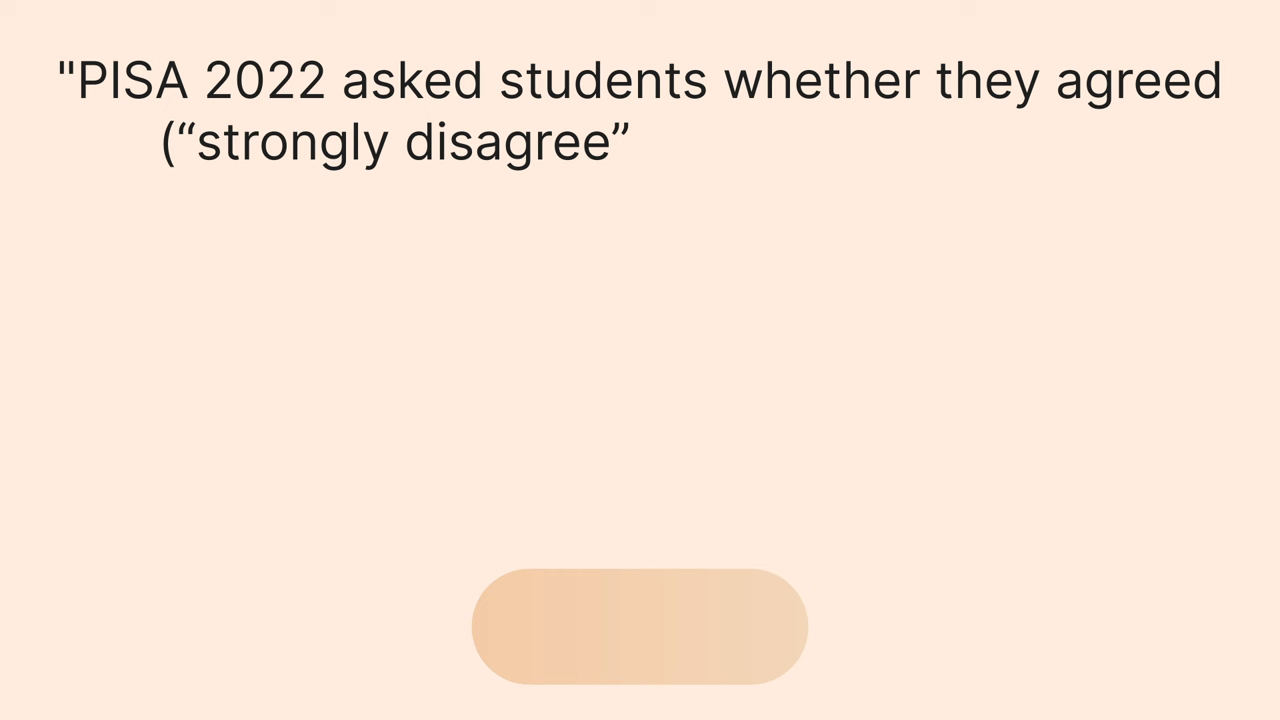 "PISA 2022 asked students whether they agreed
(“strongly disagree”